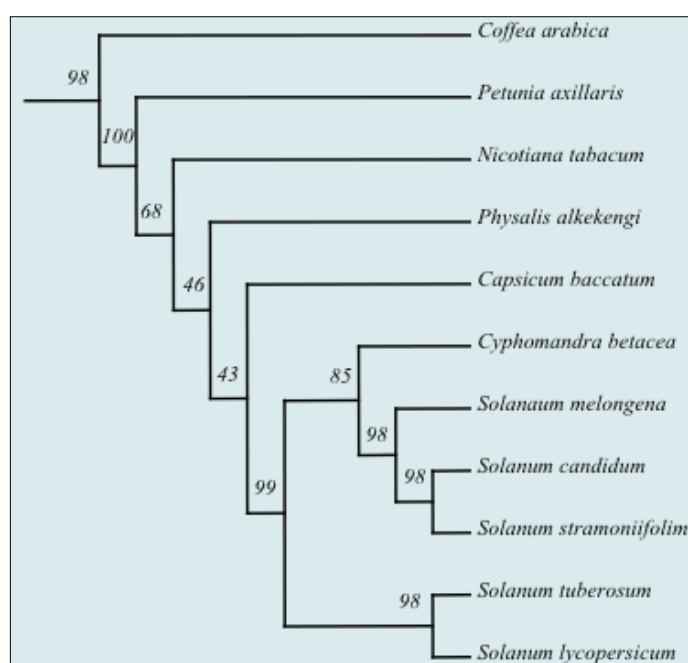 Coffea arabica
98
Petunia axillaris
100
Nicotiana tabacum
68
Physalis alkekengi
46
Capsicum baccatum
Cyphomandra betacea
43
85
Solanaum melongena
98
Solanum candidum
99
98
Solanum stramoniifolim
Solanum tuberosum
98
Solanum lycopersicum